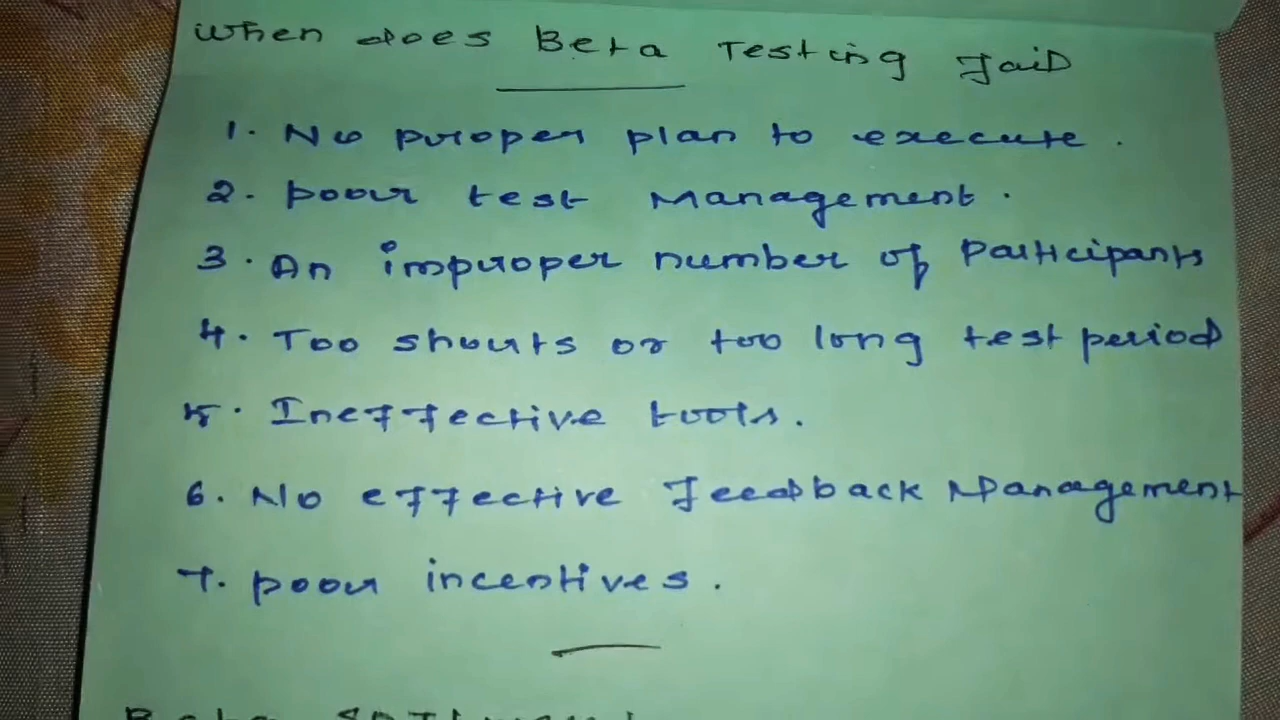 When does Beta Testing Fail
1. No proper plan to execute.
2. poor test Management.
3. An improper number of participants
4. Too shorts or too long test period
5. Ineffective tools.
6. No effective Feedback Management
7. poor incentives.